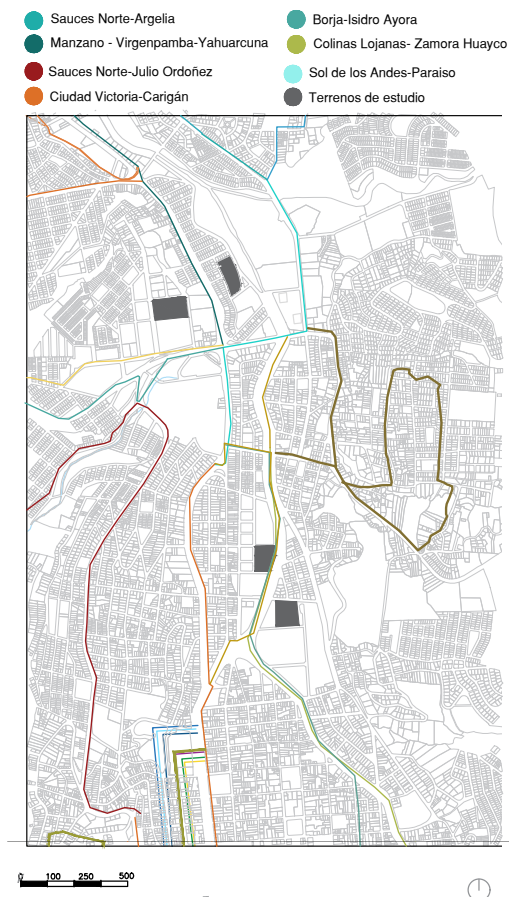 Sauces Norte-Argelia
Manzano - Virgenpamba-Yahuarcuna
Sauces Norte-Julio Ordoñez
Ciudad Victoria-Carigán
Borja-Isidro Ayora
Colinas Lojanas- Zamora Huayco
Sol de los Andes-Paraiso
Terrenos de estudio
0 100 250 500